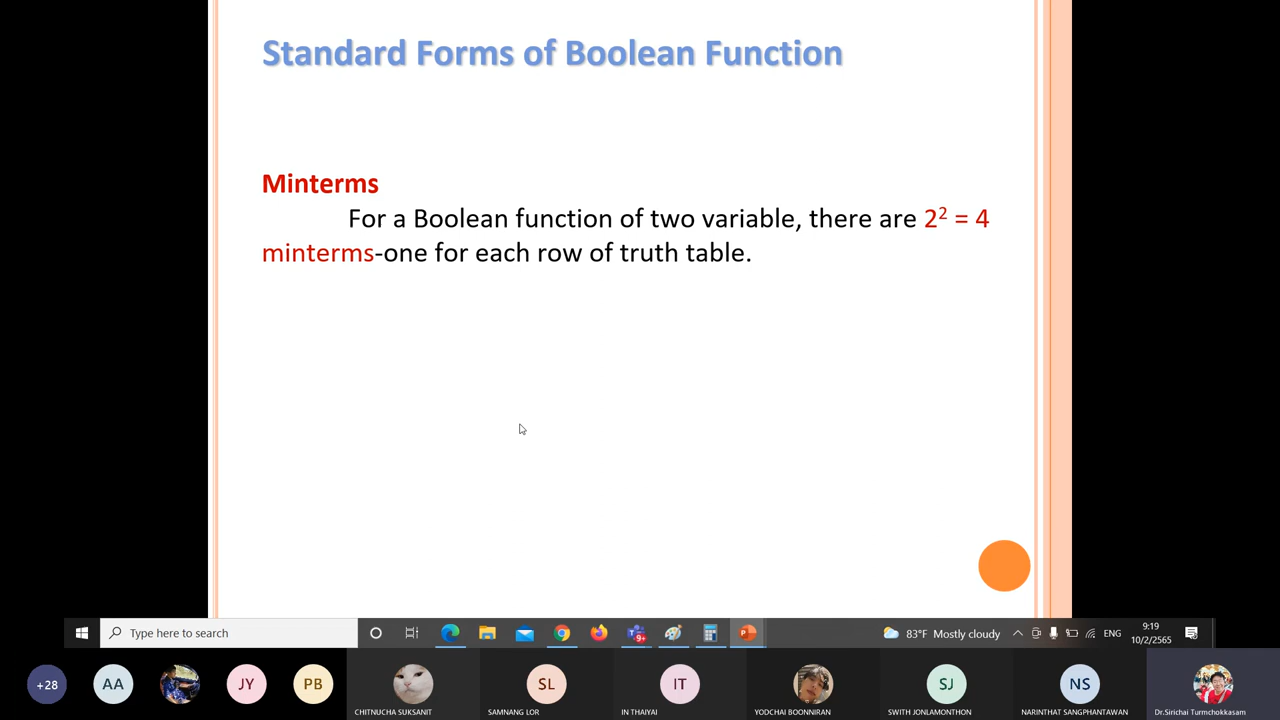 Standard Forms of Boolean Function
Minterms
For a Boolean function of two variable, there are 2² = 4
minterms-one for each row of truth table.
Type here to search
9+
83°F Mostly cloudy
ENG
9:19
10/2/2565
+28
AA
JY
PB
SL
IT
SJ
NS
CHITNUCHA SUKSANIT
SAMNANG LOR
IN THAIYAI
YODCHAI BOONNIRAN
SWITH JONLAMONTHON
NARINTHAT SANGPHANTAWAN
Dr.Sirichai Turmchokkasam